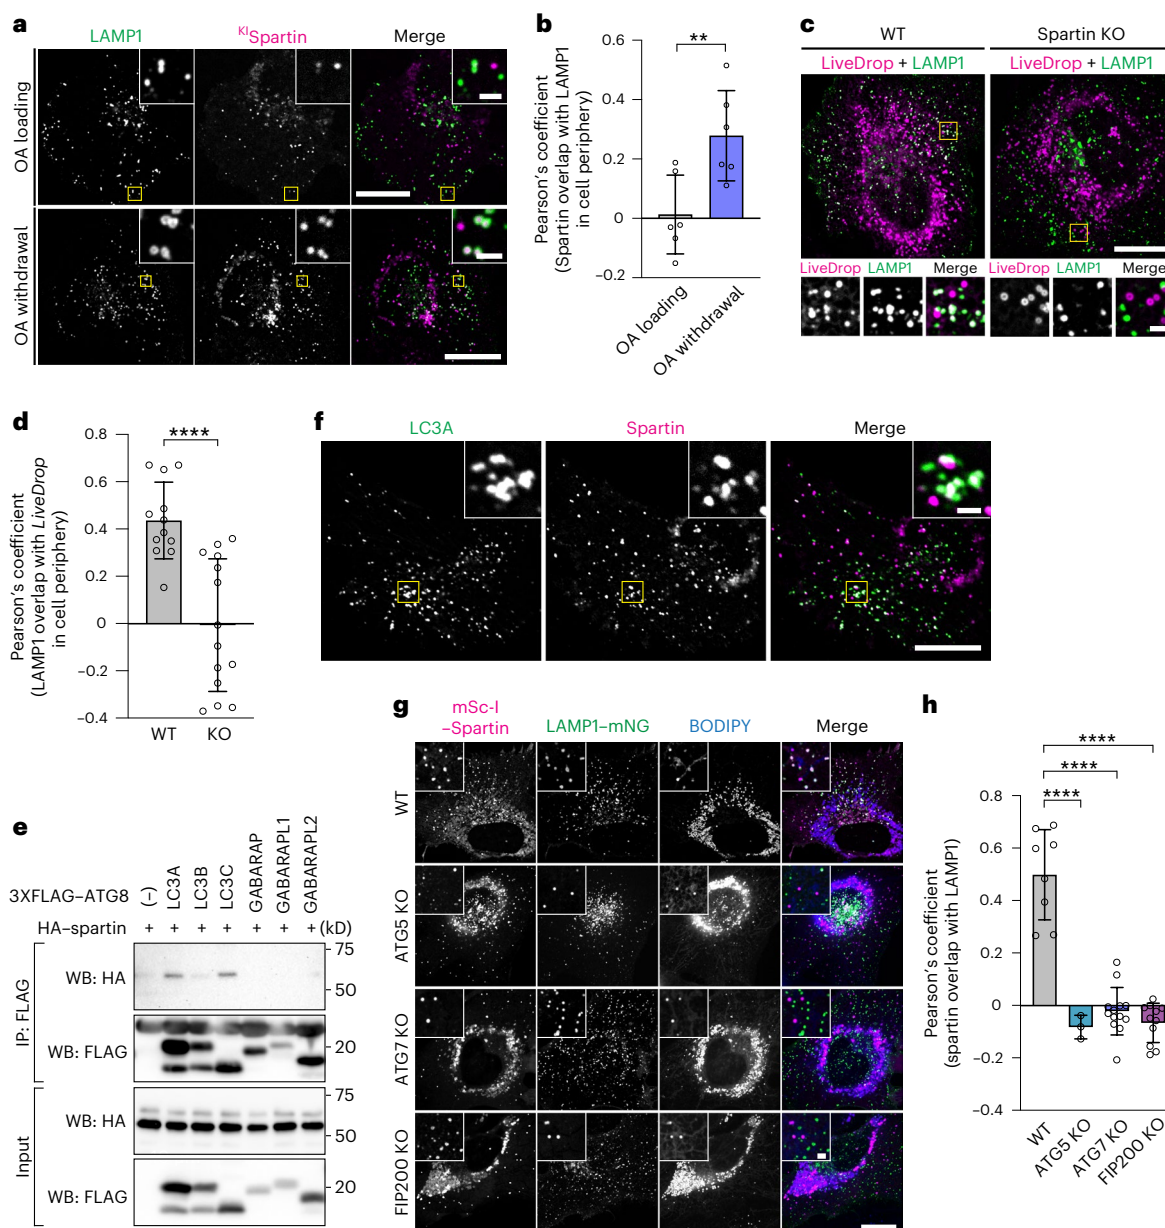 a
LAMP1 KISpartin Merge
OA loading
OA withdrawal
b
Pearson's coefficient
(Spartin overlap with LAMP1
in cell periphery)
0.6
0.4
0.2
0
–0.2
**
OA loading
OA withdrawal
c
WT Spartin KO
LiveDrop + LAMP1 LiveDrop + LAMP1
LiveDrop LAMP1 Merge LiveDrop LAMP1 Merge
d
Pearson's coefficient
(LAMP1 overlap with LiveDrop
in cell periphery)
0.8
0.6
0.4
0.2
0
–0.2
–0.4
****
WT KO
e
3XFLAG–ATG8 (–) LC3A LC3B LC3C GABARAP GABARAPL1 GABARAPL2
HA–spartin + + + + + + + (kD)
IP: FLAG
WB: HA
75
50
WB: FLAG
20
Input
WB: HA
75
50
WB: FLAG
20
f
LC3A Spartin Merge
g
mSc-I
–Spartin LAMP1–mNG BODIPY Merge
WT
ATG5 KO
ATG7 KO
FIP200 KO
h
Pearson's coefficient
(spartin overlap with LAMP1)
0.8
0.6
0.4
0.2
0
–0.2
–0.4
****
****
****
WT
ATG5 KO
ATG7 KO
FIP200 KO